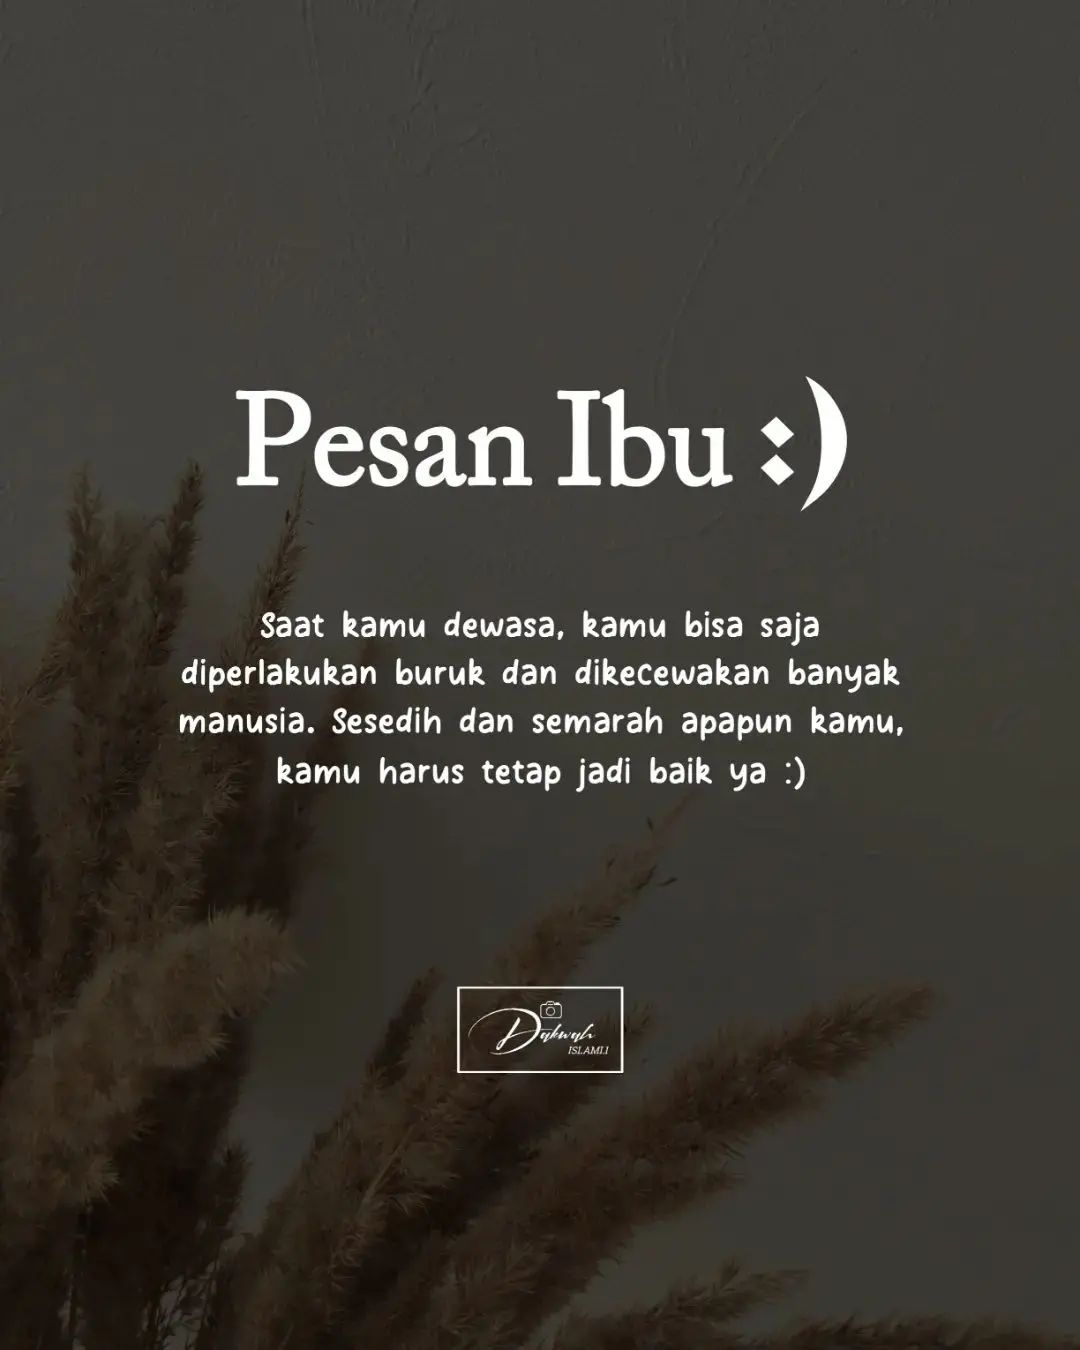 Pesan Ibu :)
Saat kamu dewasa, kamu bisa saja
diperlakukan buruk dan dikecewakan banyak
manusia. Sesedih dan semarah apapun kamu,
kamu harus tetap jadi baik ya :)
Dakwah
ISLAMI.I